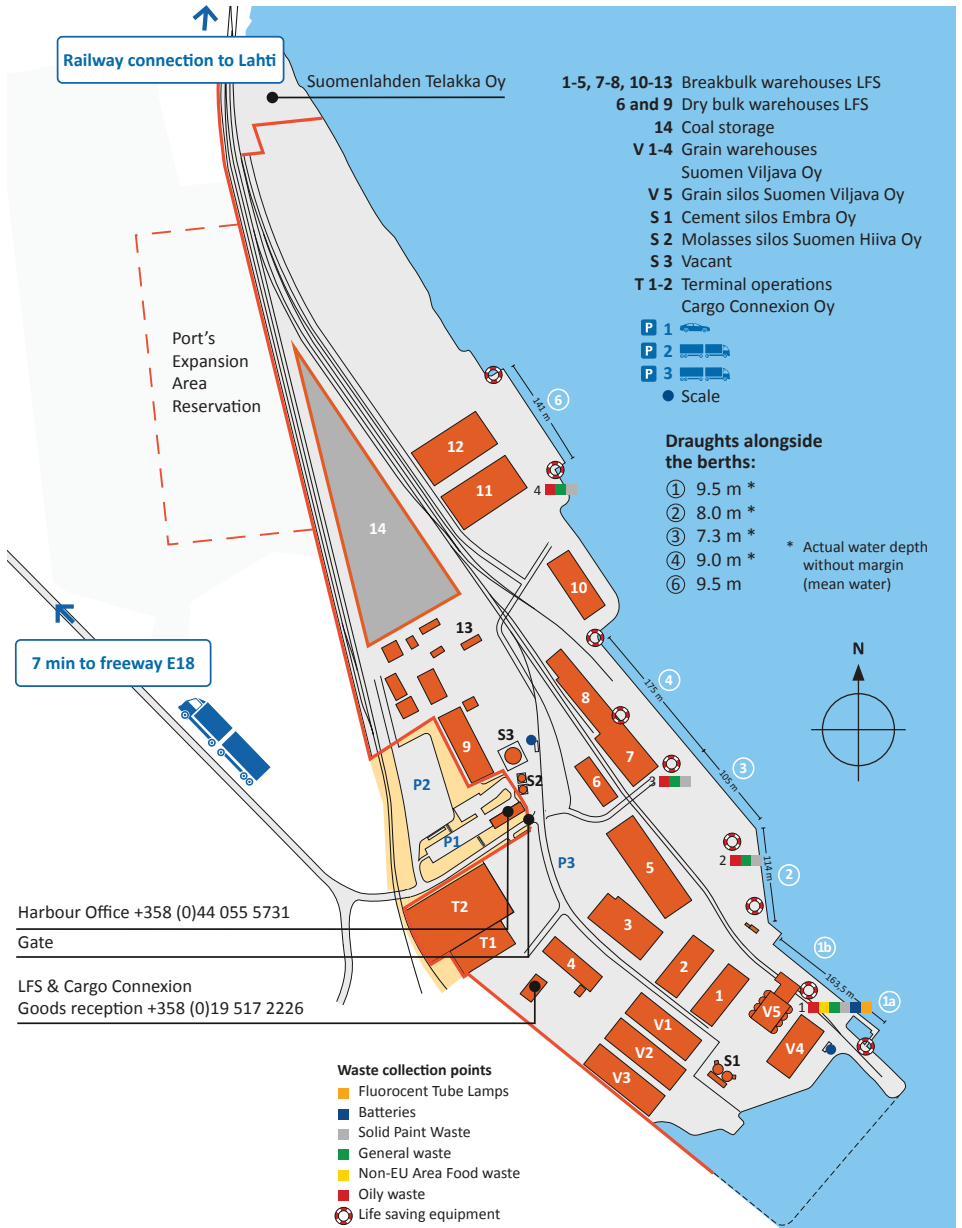 Railway connection to Lahti
Suomenlahden Telakka Oy
1-5, 7-8, 10-13 Breakbulk warehouses LFS
6 and 9 Dry bulk warehouses LFS
14 Coal storage
V 1-4 Grain warehouses
Suomen Viljava Oy
V 5 Grain silos Suomen Viljava Oy
S 1 Cement silos Embra Oy
S 2 Molasses silos Suomen Hiiva Oy
S 3 Vacant
T 1-2 Terminal operations
Cargo Connexion Oy
P 1
P 2
P 3
Scale
Draughts alongside
the berths:
1 9.5 m *
2 8.0 m *
3 7.3 m *
4 9.0 m *
6 9.5 m
* Actual water depth
without margin
(mean water)
Port's
Expansion
Area
Reservation
6
141 m
12
11
4
14
10
13
7 min to freeway E18
N
4
175 m
8
9
S3
7
3
105 m
3
S2
6
P2
P1
P3
5
2
114 m
2
T2
T1
3
4
2
1
1b
163,5 m
1a
1
V5
V4
V1
V2
V3
S1
Harbour Office +358 (0)44 055 5731
Gate
LFS & Cargo Connexion
Goods reception +358 (0)19 517 2226
Waste collection points
Fluorocent Tube Lamps
Batteries
Solid Paint Waste
General waste
Non-EU Area Food waste
Oily waste
Life saving equipment